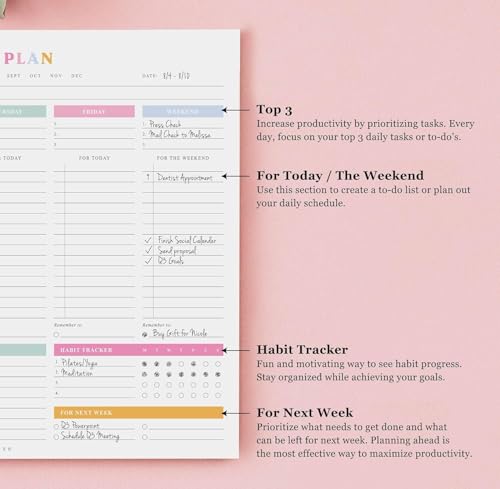 PLAN
SEPT OCT NOV DEC
DATE: 8/4 - 8/10
FRIDAY
WEEKEND
1. Press Check
2. Mail Check to Melissa
3.
1.
2.
3.
TODAY
FOR TODAY
FOR THE WEEKEND
1 Dentist Appointment
Finish Social Calendar
Send proposal
Q3 Goals
Remember to:
Remember to:
Buy Gift for Nicole
HABIT TRACKER M T W T F S S
1. Pilates/Yoga
2. Meditation
3.
4.
FOR NEXT WEEK
Q3 Powerpoint
Schedule Q3 Meeting
Top 3
Increase productivity by prioritizing tasks. Every
day, focus on your top 3 daily tasks or to-do's.
For Today / The Weekend
Use this section to create a to-do list or plan out
your daily schedule.
Habit Tracker
Fun and motivating way to see habit progress.
Stay organized while achieving your goals.
For Next Week
Prioritize what needs to get done and what
can be left for next week. Planning ahead is
the most effective way to maximize productivity.